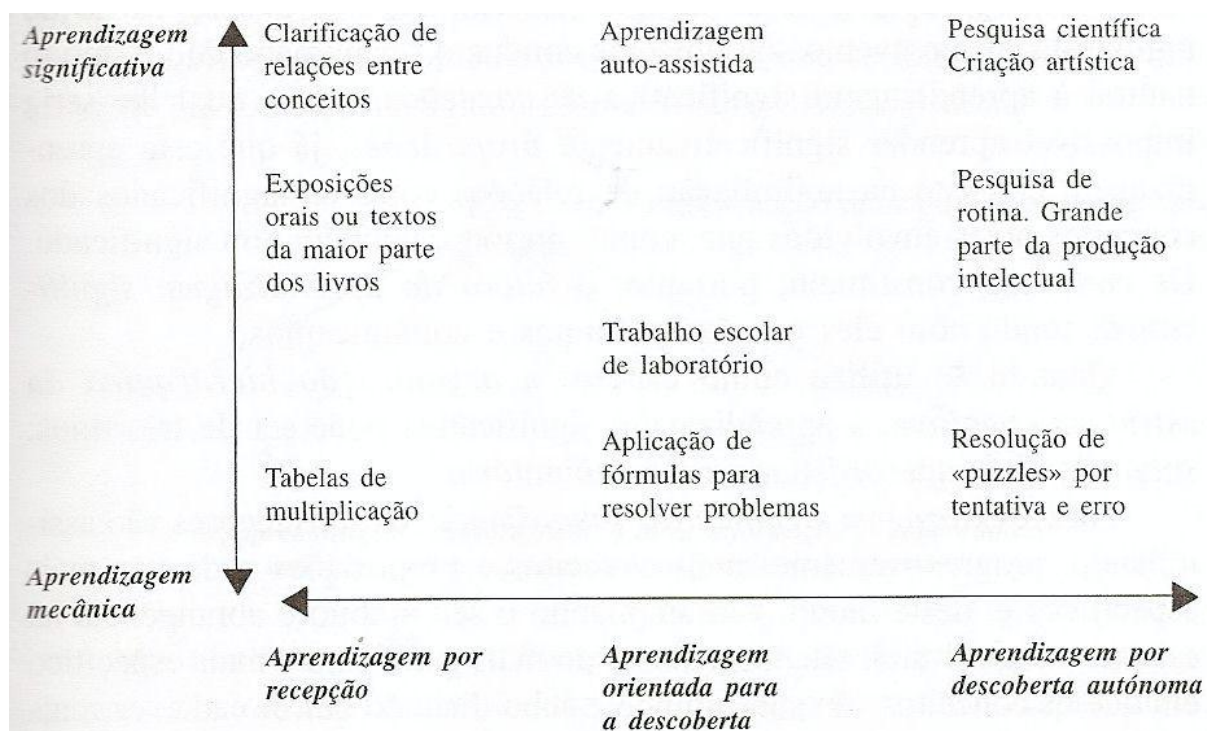 Aprendizagem
significativa
Clarificação de
relações entre
conceitos
Aprendizagem
auto-assistida
Pesquisa científica
Criação artística
Exposições
orais ou textos
da maior parte
dos livros
Pesquisa de
rotina. Grande
parte da produção
intelectual
Trabalho escolar
de laboratório
Tabelas de
multiplicação
Aplicação de
fórmulas para
resolver problemas
Resolução de
«puzzles» por
tentativa e erro
Aprendizagem
mecânica
Aprendizagem por
recepção
Aprendizagem
orientada para
a descoberta
Aprendizagem por
descoberta autónoma